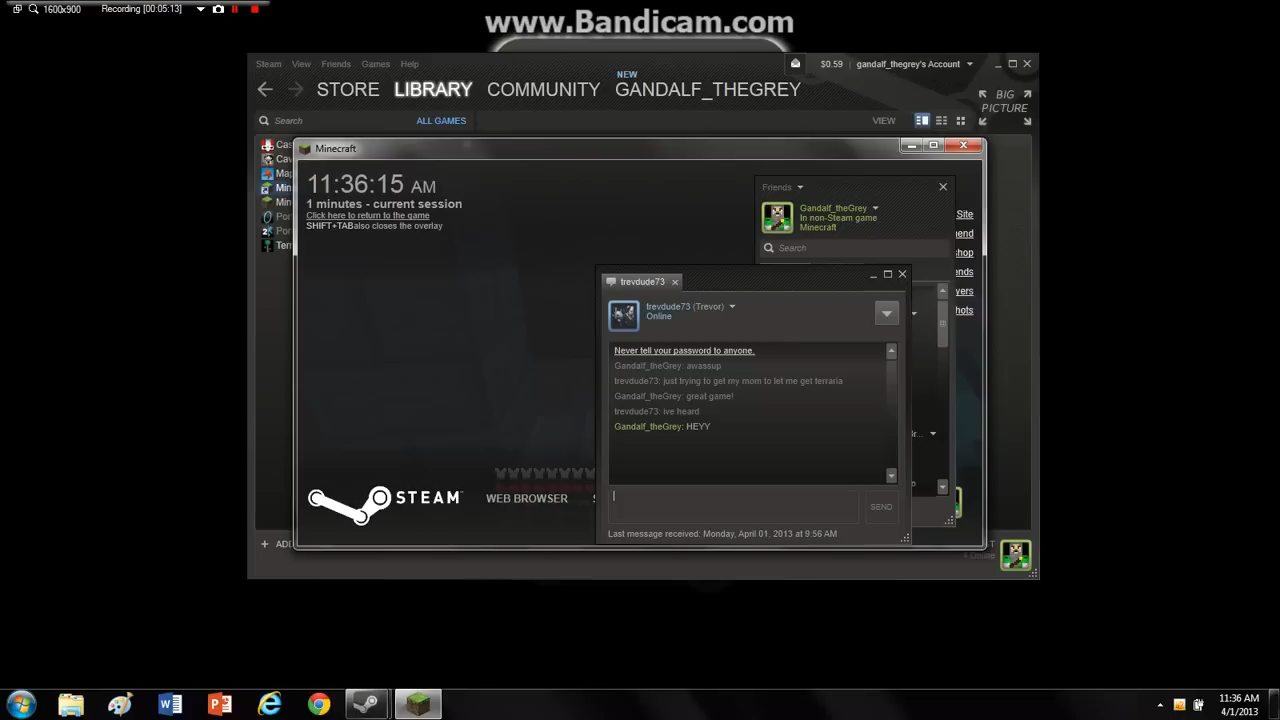 1600x900 Recording [00:05:13]
www.Bandicam.com
Steam View Friends Games Help
$0.59 gandalf_thegrey's Account
NEW
STORE LIBRARY COMMUNITY GANDALF_THEGREY
BIG
PICTURE
Search ALL GAMES VIEW
Minecraft
11:36:15 AM
1 minutes - current session
Click here to return to the game
SHIFT+TABalso closes the overlay
Friends
Gandalf_theGrey
In non-Steam game
Minecraft
Search
Site
trevdude73
trevdude73 (Trevor)
Online
Never tell your password to anyone.
Gandalf_theGrey: awassup
trevdude73: just trying to get my mom to let me get terraria
Gandalf_theGrey: great game!
trevdude73: ive heard
Gandalf_theGrey: HEYY
SEND
Last message received: Monday, April 01, 2013 at 9:56 AM
STEAM WEB BROWSER
11:36 AM
4/1/2013